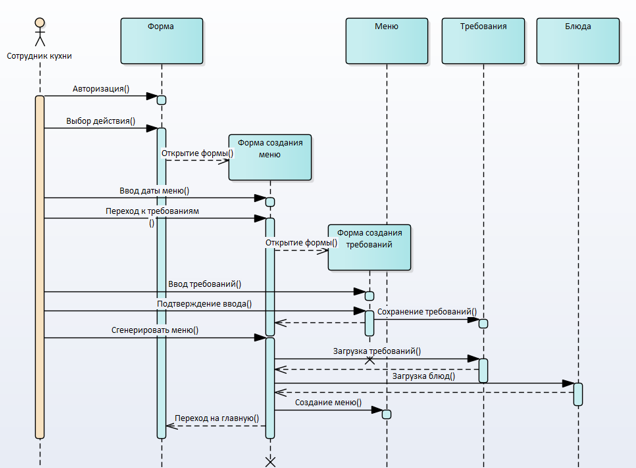 Форма
Меню
Требования
Блюда
Сотрудник кухни
Авторизация()
Выбор действия()
Форма создания
меню
Открытие формы()
Ввод даты меню()
Переход к требованиям
()
Форма создания
требований
Открытие формы()
Ввод требований()
Подтверждение ввода()
Сохранение требований()
Сгенерировать меню()
Загрузка требований()
Загрузка блюд()
Создание меню()
Переход на главную()